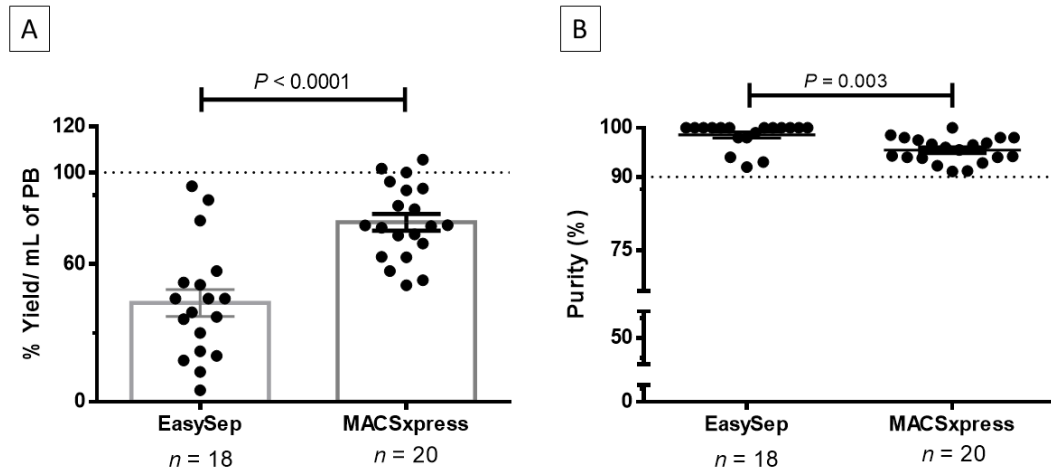 A
B
P < 0.0001
P = 0.003
% Yield/ mL of PB
120
100
60
0
EasySep
MACSxpress
n = 18
n = 20
Purity (%)
100
90
75
50
0
EasySep
MACSxpress
n = 18
n = 20